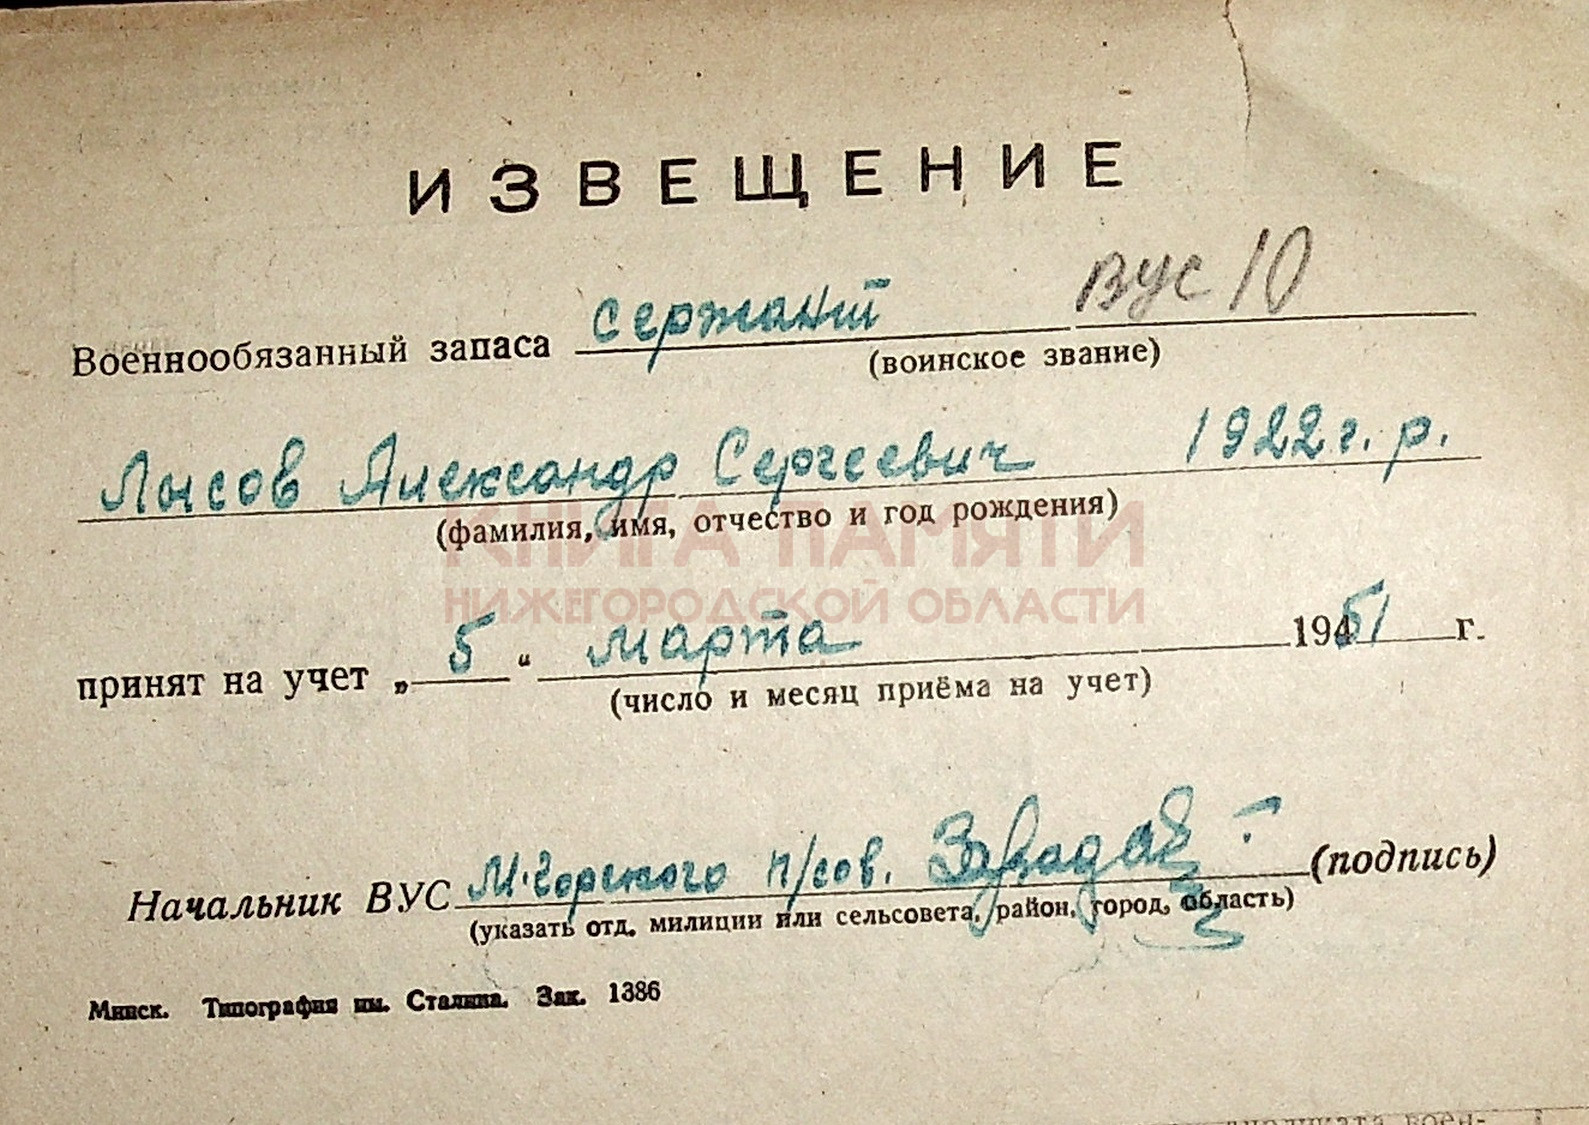 ИЗВЕЩЕНИЕ
ВУС 10
Военнообязанный запаса сержант
(воинское звание)
Лысов Александр Сергеевич 1922 г. р.
(фамилия, имя, отчество и год рождения)
КНИГА ПАМЯТИ
НИЖЕГОРОДСКОЙ ОБЛАСТИ
принят на учет „5“ марта 1951 г.
(число и месяц приёма на учет)
Начальник ВУС М-Горского п/сов. (подпись)
(указать отд. милиции или сельсовета, район, город, область)
Минск. Типография им. Сталина. Зак. 1386